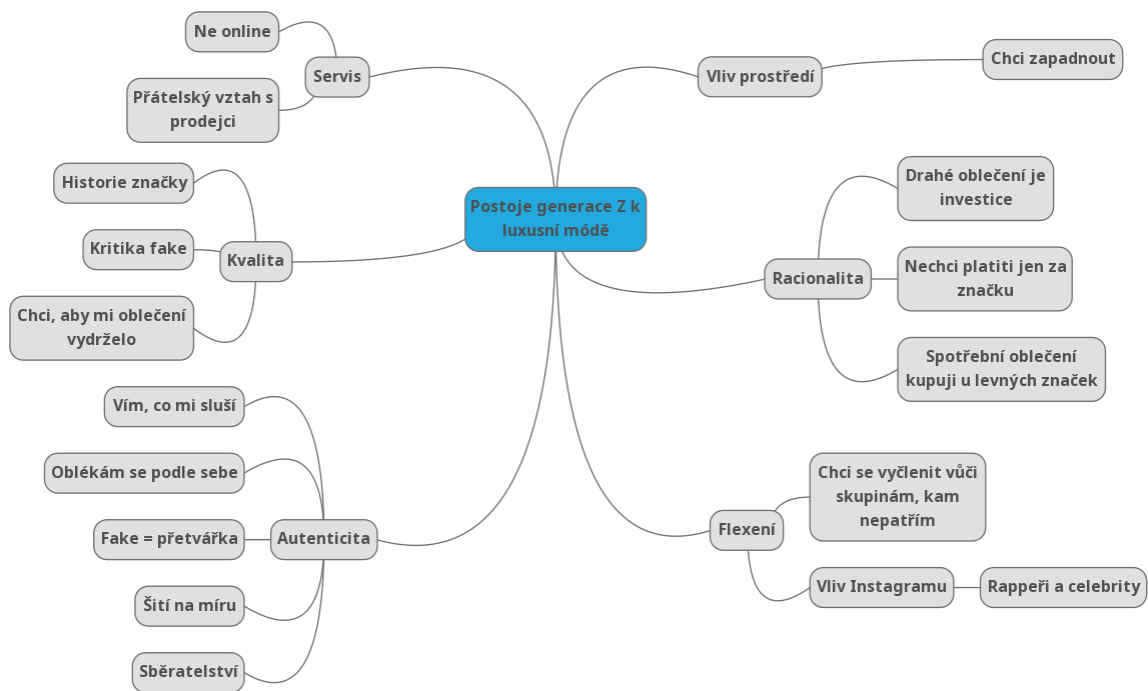 Postoje generace Z k
luxusní módě
Servis
Ne online
Přátelský vztah s
prodejci
Kvalita
Historie značky
Kritika fake
Chci, aby mi oblečení
vydrželo
Autenticita
Vím, co mi sluší
Oblékám se podle sebe
Fake = přetvářka
Šití na míru
Sběratelství
Vliv prostředí
Chci zapadnout
Racionalita
Drahé oblečení je
investice
Nechci platiti jen za
značku
Spotřební oblečení
kupuji u levných značek
Flexení
Chci se vyčlenit vůči
skupinám, kam
nepatřím
Vliv Instagramu
Rappeři a celebrity